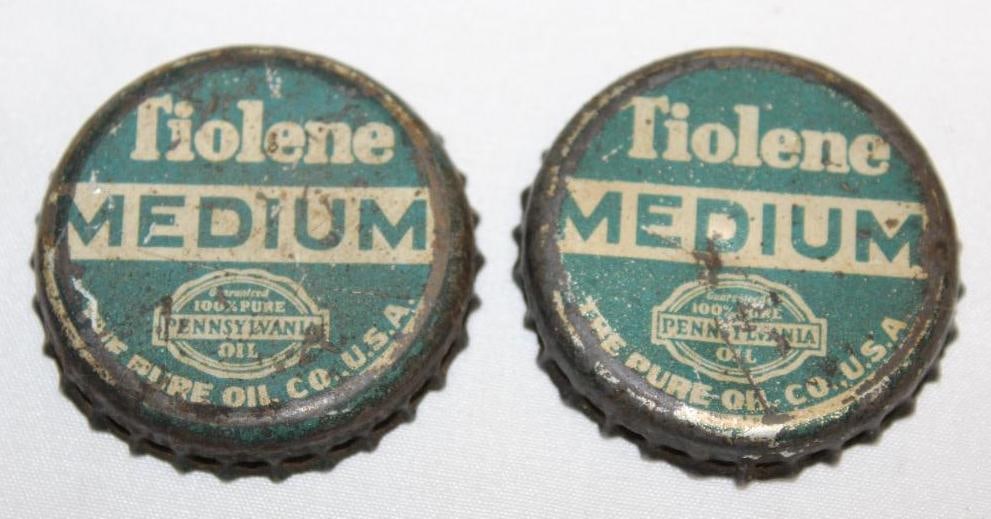 Tiolene
MEDIUM
Guaranteed
100% PURE
PENNSYLVANIA
OIL
THE PURE OIL CO., U.S.A.
Tiolene
MEDIUM
Guaranteed
100% PURE
PENNSYLVANIA
OIL
THE PURE OIL CO., U.S.A.